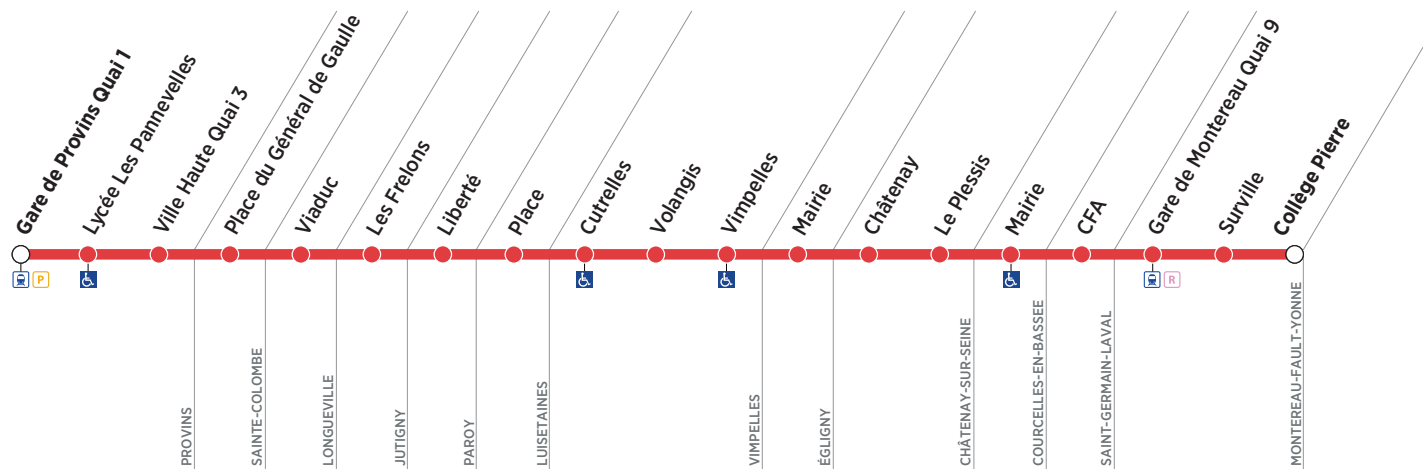 Gare de Provins Quai 1
Lycée Les Pannevelles
Ville Haute Quai 3
Place du Général de Gaulle
Viaduc
Les Frelons
Liberté
Place
Cutrelles
Volangis
Vimpelles
Mairie
Châtenay
Le Plessis
Mairie
CFA
Gare de Montereau Quai 9
Surville
Collège Pierre
P
R
PROVINS
SAINTE-COLOMBE
LONGUEVILLE
JUTIGNY
PAROY
LUISETAINES
VIMPELLES
ÉGLIGNY
CHÂTENAY-SUR-SEINE
COURCELLES-EN-BASSEE
SAINT-GERMAIN-LAVAL
MONTEREAU-FAULT-YONNE